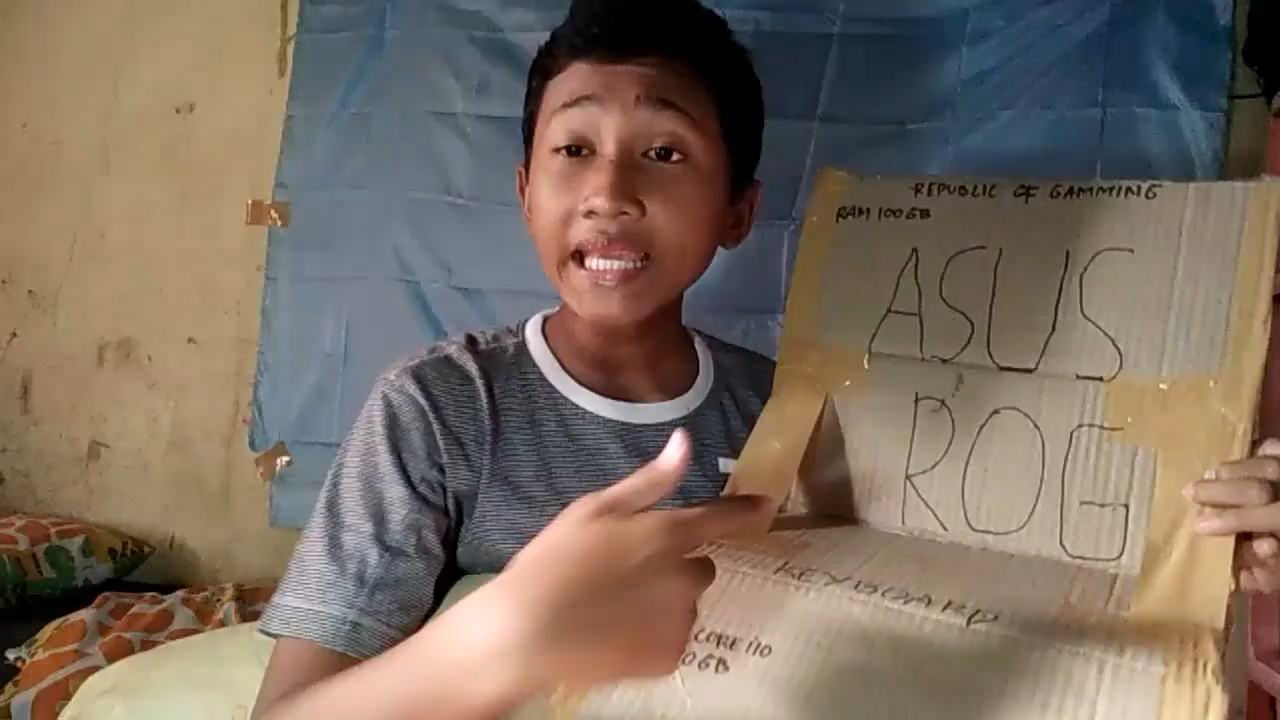 REPUBLIC OF GAMMING
RAM 100GB
ASUS
ROG
KEYBOARD
CORE i10
0GB